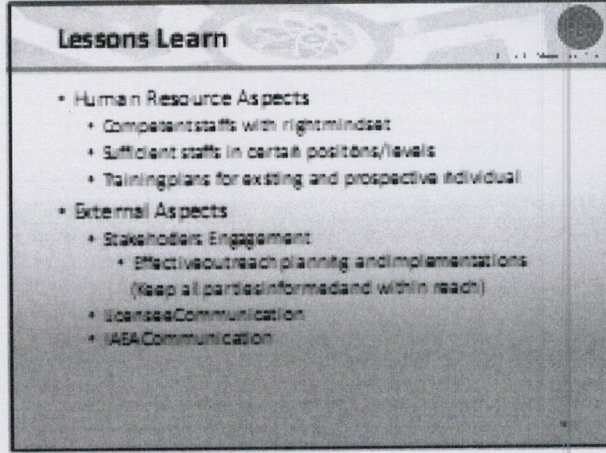 Lessons Learn
• Human Resource Aspects
• Competent staffs with right mindset
• Sufficient staffs in certain positions/levels
• Training plans for existing and prospective individual
• External Aspects
• Stakeholders Engagement
• Effective outreach planning and implementations
(Keep all parties informed and within reach)
• Licensee Communication
• IAEA Communication